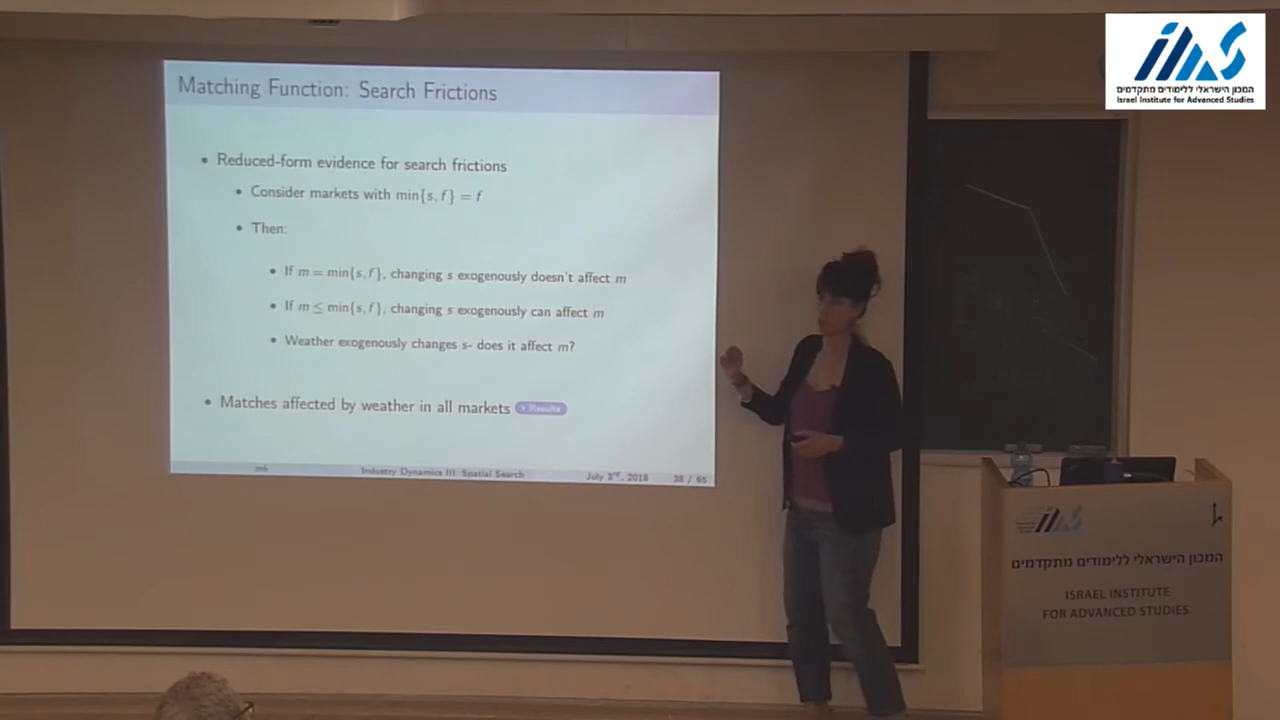 Matching Function: Search Frictions
• Reduced-form evidence for search frictions
• Consider markets with min{s, f} = f
• Then:
• If m = min{s, f}, changing s exogenously doesn't affect m
• If m ≤ min{s, f}, changing s exogenously can affect m
• Weather exogenously changes s- does it affect m?
• Matches affected by weather in all markets Results
Industry Dynamics III: Spatial Search July 3rd, 2018 38 / 65
המכון הישראלי ללימודים מתקדמים
Israel Institute for Advanced Studies
המכון הישראלי ללימודים מתקדמים
ISRAEL INSTITUTE
FOR ADVANCED STUDIES